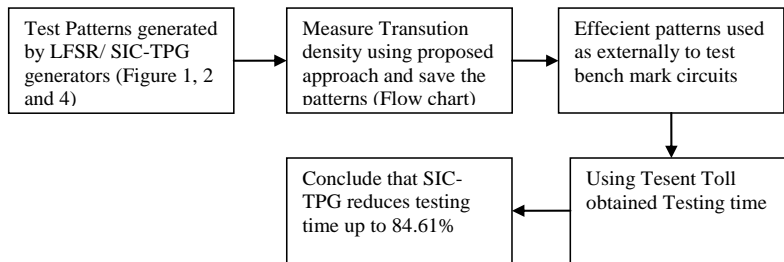 Test Patterns generated
by LFSR/ SIC-TPG
generators (Figure 1, 2
and 4)
Measure Transution
density using proposed
approach and save the
patterns (Flow chart)
Effecient patterns used
as externally to test
bench mark circuits
Using Tesent Toll
obtained Testing time
Conclude that SIC-
TPG reduces testing
time up to 84.61%